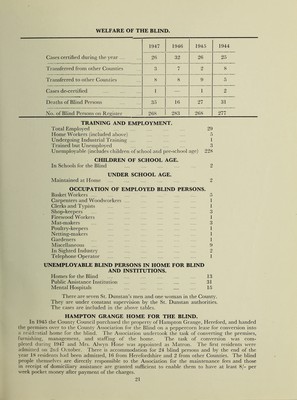 WELFARE OF THE BLIND.
1947 1946 1945 1944
Cases certified during the year 26 32 26 25
Transferred from other Counties 3 7 2 8
Transferred to other Counties 8 8 9 5
Cases de-certified 1 — 1 2
Deaths of Blind Persons 35 16 27 31
No. of Blind Persons on Register 268 283 268 277
TRAINING AND EMPLOYMENT.
Total Employed 29
Home Workers (included above) 5
Undergoing Industrial Training 1
Trained but Unemployed 3
Unemployable (includes children of school and pre-school age) 228
CHILDREN OF SCHOOL AGE.
In Schools for the Blind 2
UNDER SCHOOL AGE.
Maintained at Home 2
OCCUPATION OF EMPLOYED BLIND PERSONS.
Basket Workers 5
Carpenters and Woodworkers 1
Clerks and Typists 1
Shop-keepers 3
Firewood Workers 1
Mat-makers 3
Poultry-keepers 1
Netting-makers 1
Gardeners 1
Miscellaneous 9
In Sighted Industry 2
Telephone Operator 1
UNEMPLOYABLE BLIND PERSONS IN HOME FOR BLIND
AND INSTITUTIONS.
Homes for the Blind 13
Public Assistance Institution 31
Mental Hospitals 15
There are seven St. Dunstan's men and one woman in the County.
They are under constant supervision by the St. Dunstan authorities.
The cases are included in the above tables.
HAMPTON GRANGE HOME FOR THE BLIND.
In 1945 the County Council purchased the property of Hampton Grange, Hereford, and handed
the premises over to the County Association for the Blind on a peppercorn lease for conversion into
a residential home for the blind. The Association undertook the task of converting the premises,
furnishing, management, and staffing of the home. The task of conversion was com-
pleted during 1947 and Mrs. Alwyn Howe was appointed as Matron. The first residents were
admitted on 2nd October. There is accommodation for 24 blind persons and by the end of the
year 18 residents had been admitted, 16 from Herefordshire and 2 from other Counties. The blind
people themselves are directly responsible to the Association for the maintenance fees and those
in receipt of domiciliary assistance are granted sufficient to enable them to have at least 8/- per
week pocket money after payment of the charges.
21